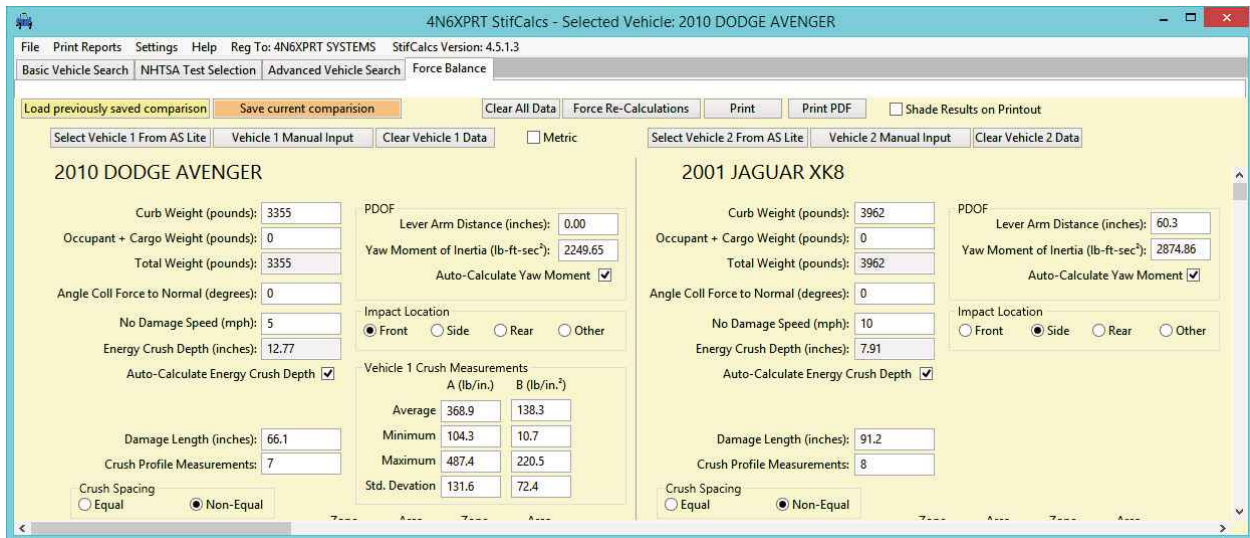 4N6XPRT StifCalcs - Selected Vehicle: 2010 DODGE AVENGER
File Print Reports Settings Help Reg To: 4N6XPRT SYSTEMS StifCalcs Version: 4.5.1.3
Basic Vehicle Search NHTSA Test Selection Advanced Vehicle Search Force Balance
Load previously saved comparison Save current comparision Clear All Data Force Re-Calculations Print Print PDF Shade Results on Printout
Select Vehicle 1 From AS Lite Vehicle 1 Manual Input Clear Vehicle 1 Data Metric Select Vehicle 2 From AS Lite Vehicle 2 Manual Input Clear Vehicle 2 Data
2010 DODGE AVENGER
Curb Weight (pounds): 3355
Occupant + Cargo Weight (pounds): 0
Total Weight (pounds): 3355
Angle Coll Force to Normal (degrees): 0
No Damage Speed (mph): 5
Energy Crush Depth (inches): 12.77
Auto-Calculate Energy Crush Depth
Damage Length (inches): 66.1
Crush Profile Measurements: 7
Crush Spacing
Equal Non-Equal
PDOF
Lever Arm Distance (inches): 0.00
Yaw Moment of Inertia (lb-ft-sec²): 2249.65
Auto-Calculate Yaw Moment
Impact Location
Front Side Rear Other
Vehicle 1 Crush Measurements
A (lb/in.) B (lb/in.²)
Average 368.9 138.3
Minimum 104.3 10.7
Maximum 487.4 220.5
Std. Devation 131.6 72.4
2001 JAGUAR XK8
Curb Weight (pounds): 3962
Occupant + Cargo Weight (pounds): 0
Total Weight (pounds): 3962
Angle Coll Force to Normal (degrees): 0
No Damage Speed (mph): 10
Energy Crush Depth (inches): 7.91
Auto-Calculate Energy Crush Depth
Damage Length (inches): 91.2
Crush Profile Measurements: 8
Crush Spacing
Equal Non-Equal
PDOF
Lever Arm Distance (inches): 60.3
Yaw Moment of Inertia (lb-ft-sec²): 2874.86
Auto-Calculate Yaw Moment
Impact Location
Front Side Rear Other